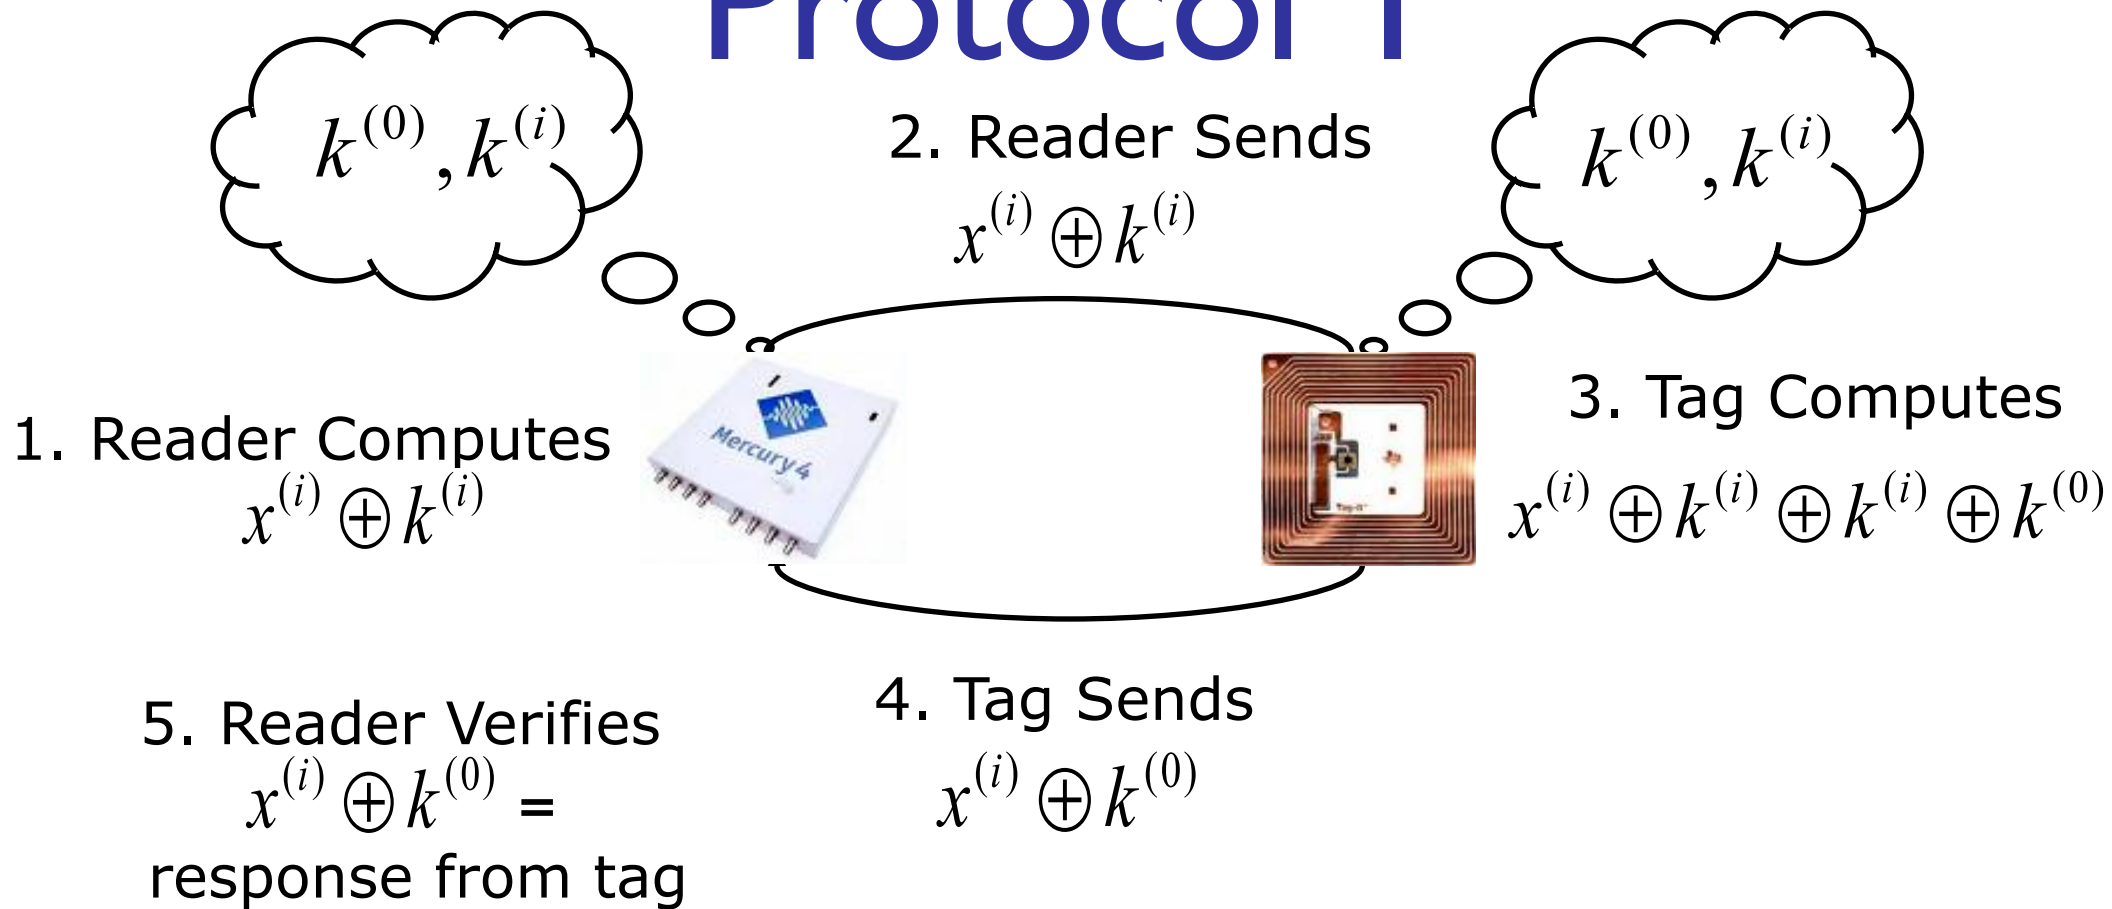 Protocol 1
k^(0), k^(i)
2. Reader Sends
x^(i) ⊕ k^(i)
k^(0), k^(i)
1. Reader Computes
x^(i) ⊕ k^(i)
Mercury4
3. Tag Computes
x^(i) ⊕ k^(i) ⊕ k^(i) ⊕ k^(0)
5. Reader Verifies
x^(i) ⊕ k^(0) =
response from tag
4. Tag Sends
x^(i) ⊕ k^(0)